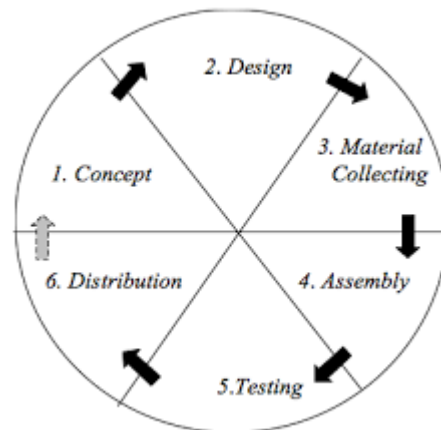 1. Concept
2. Design
3. Material
Collecting
4. Assembly
5.Testing
6. Distribution